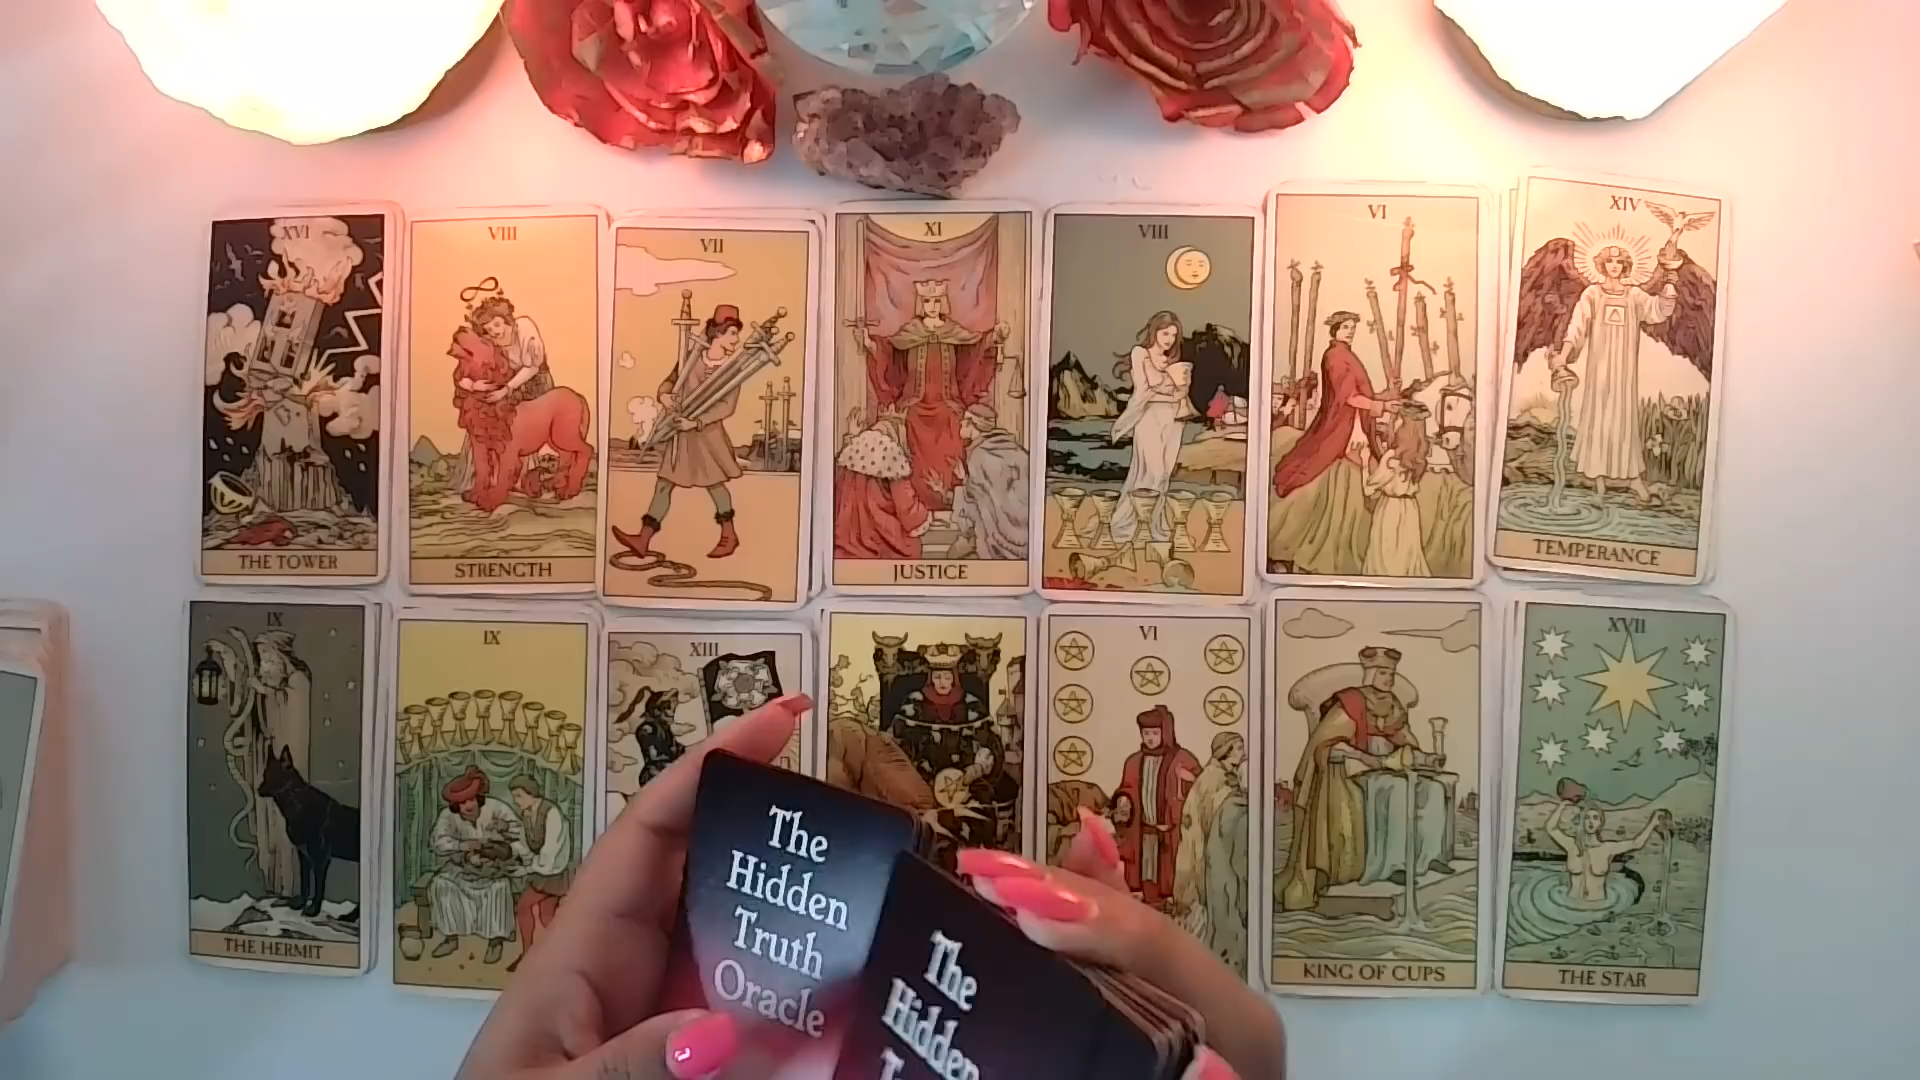 XVI
THE TOWER
VIII
STRENGTH
VII
XI
JUSTICE
VIII
VI
XIV
TEMPERANCE
IX
THE HERMIT
IX
XIII
VI
KING OF CUPS
XVII
THE STAR
The
Hidden
Truth
Oracle
The
Hidden